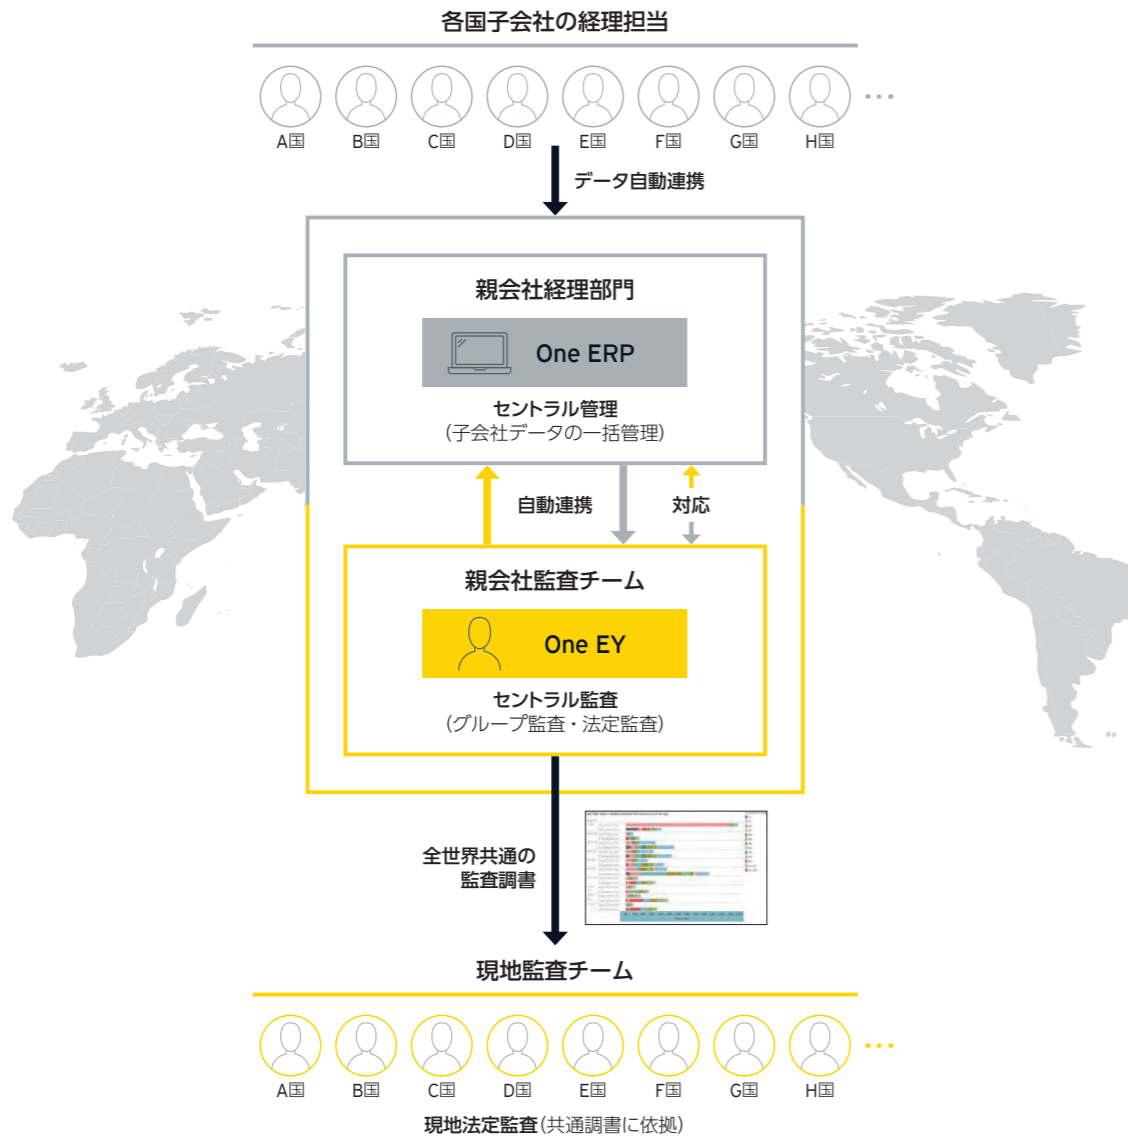 各国子会社の経理担当
A国 B国 C国 D国 E国 F国 G国 H国 …
データ自動連携
親会社経理部門
One ERP
セントラル管理
(子会社データの一括管理)
自動連携 対応
親会社監査チーム
One EY
セントラル監査
(グループ監査・法定監査)
全世界共通の
監査調書
現地監査チーム
A国 B国 C国 D国 E国 F国 G国 H国 …
現地法定監査(共通調書に依拠)